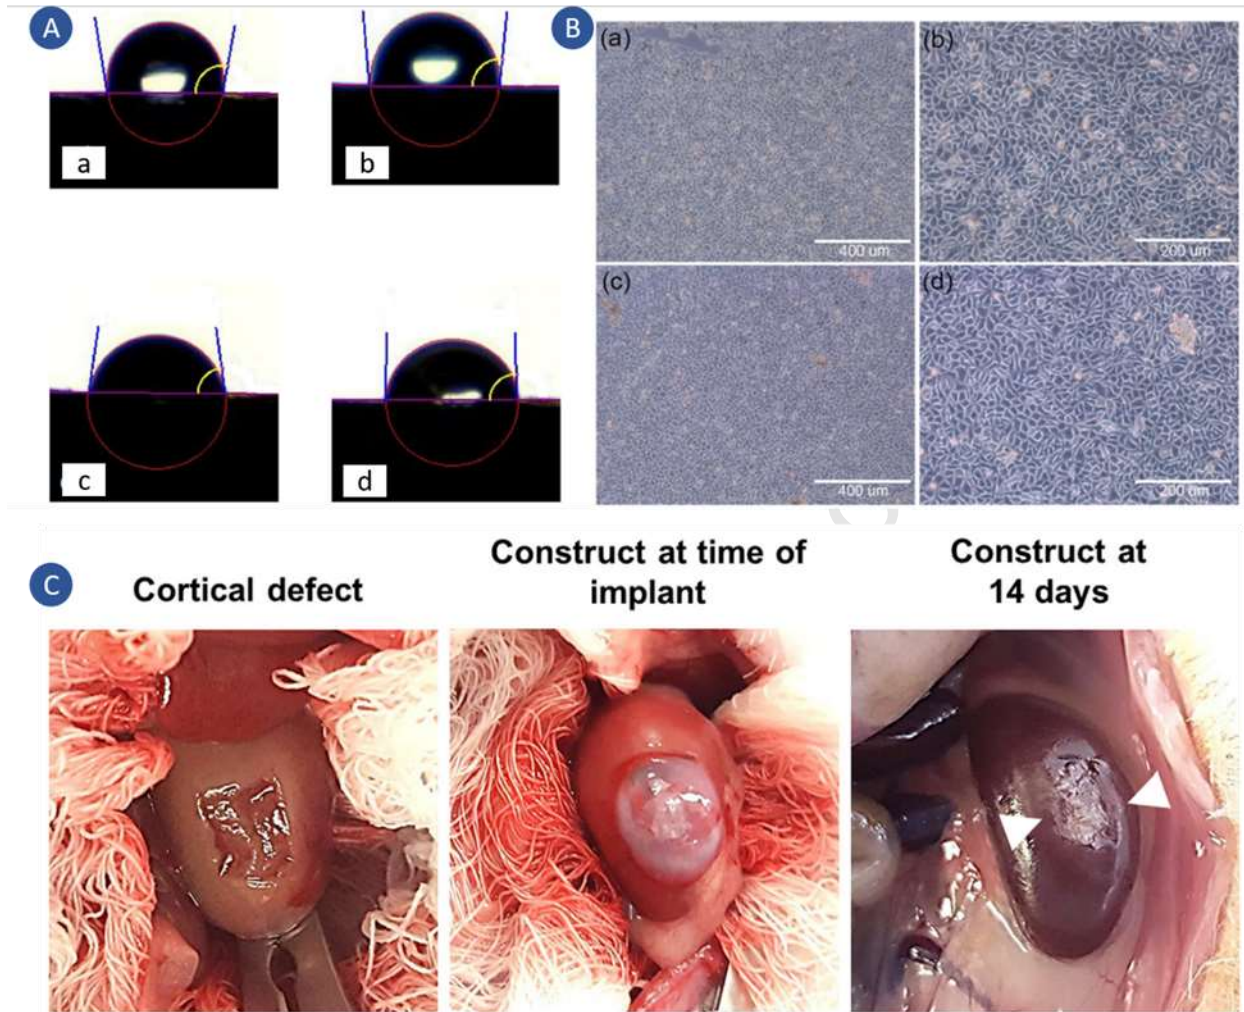 A
a
b
c
d
B
(a)
400 um
(b)
200 um
(c)
400 um
(d)
200 um
C
Cortical defect
Construct at time of
implant
Construct at
14 days